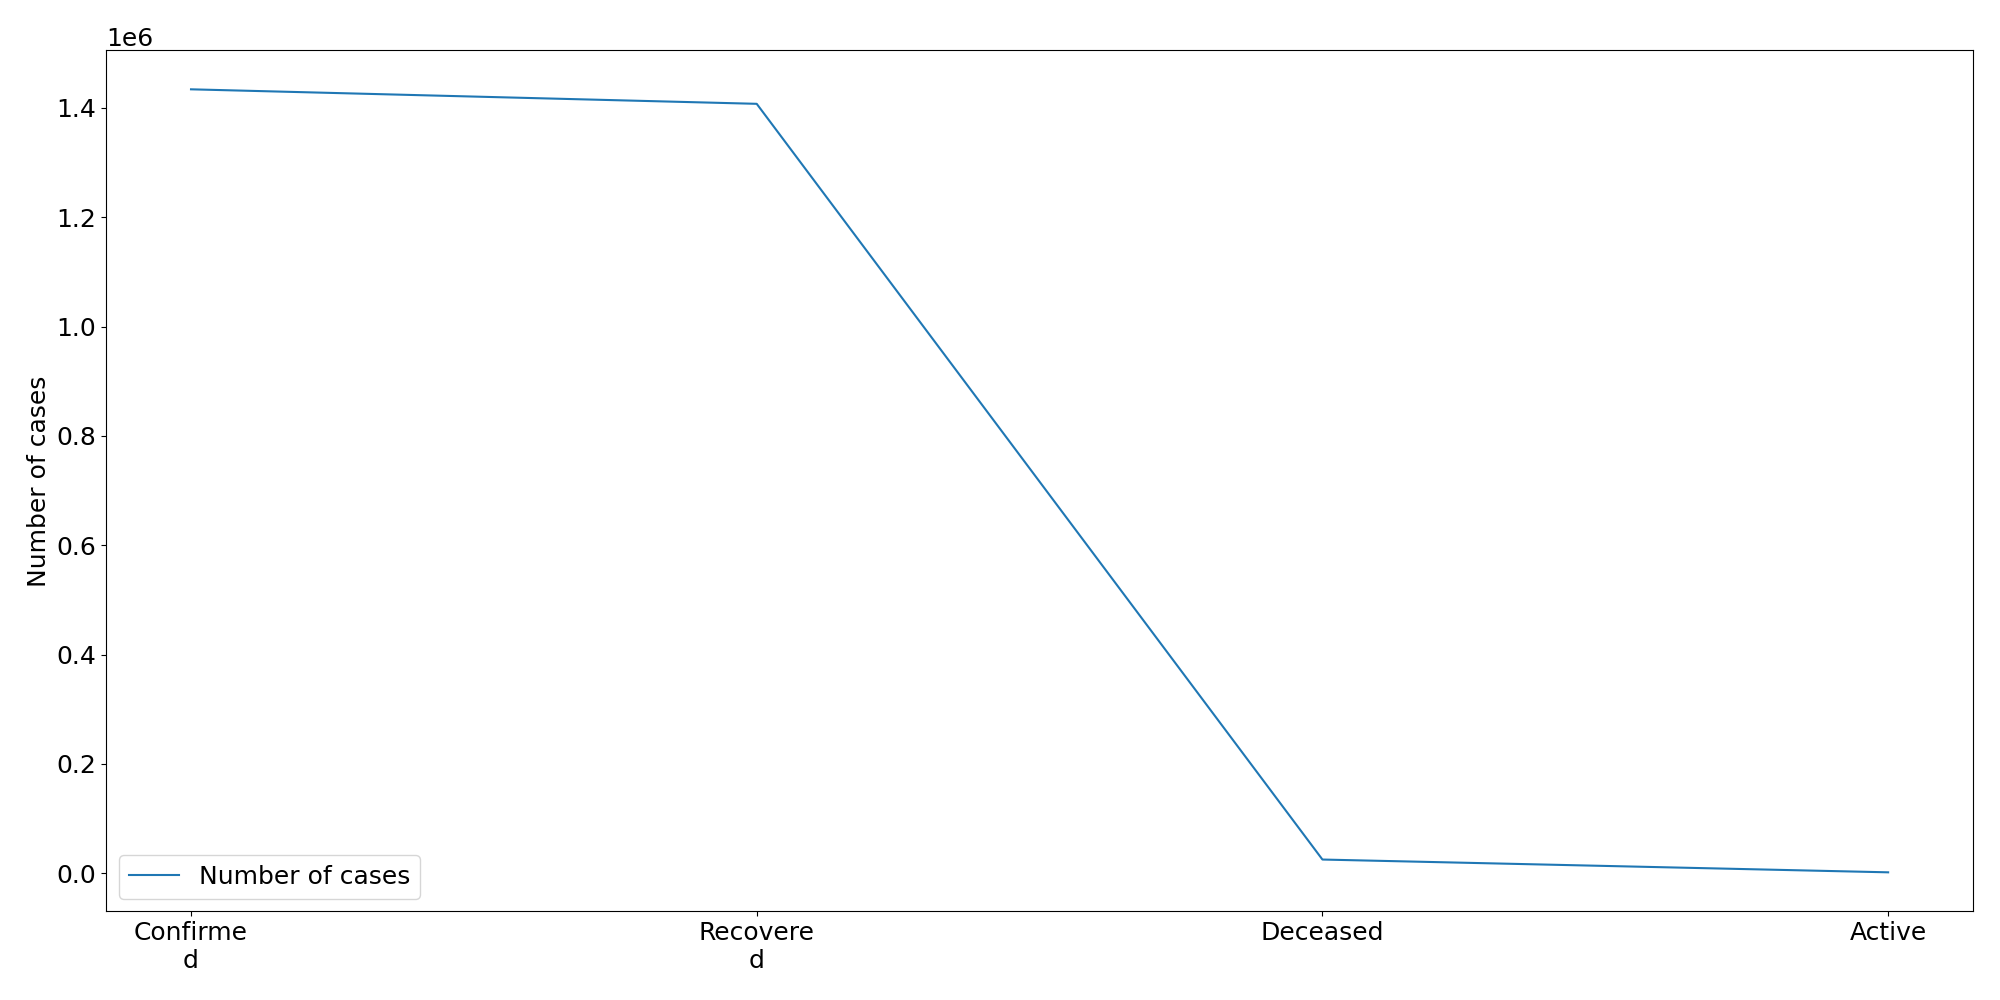 1e6
1.4
1.2
1.0
0.8
0.6
0.4
0.2
0.0
Number of cases
Number of cases
Confirme
d
Recovere
d
Deceased
Active